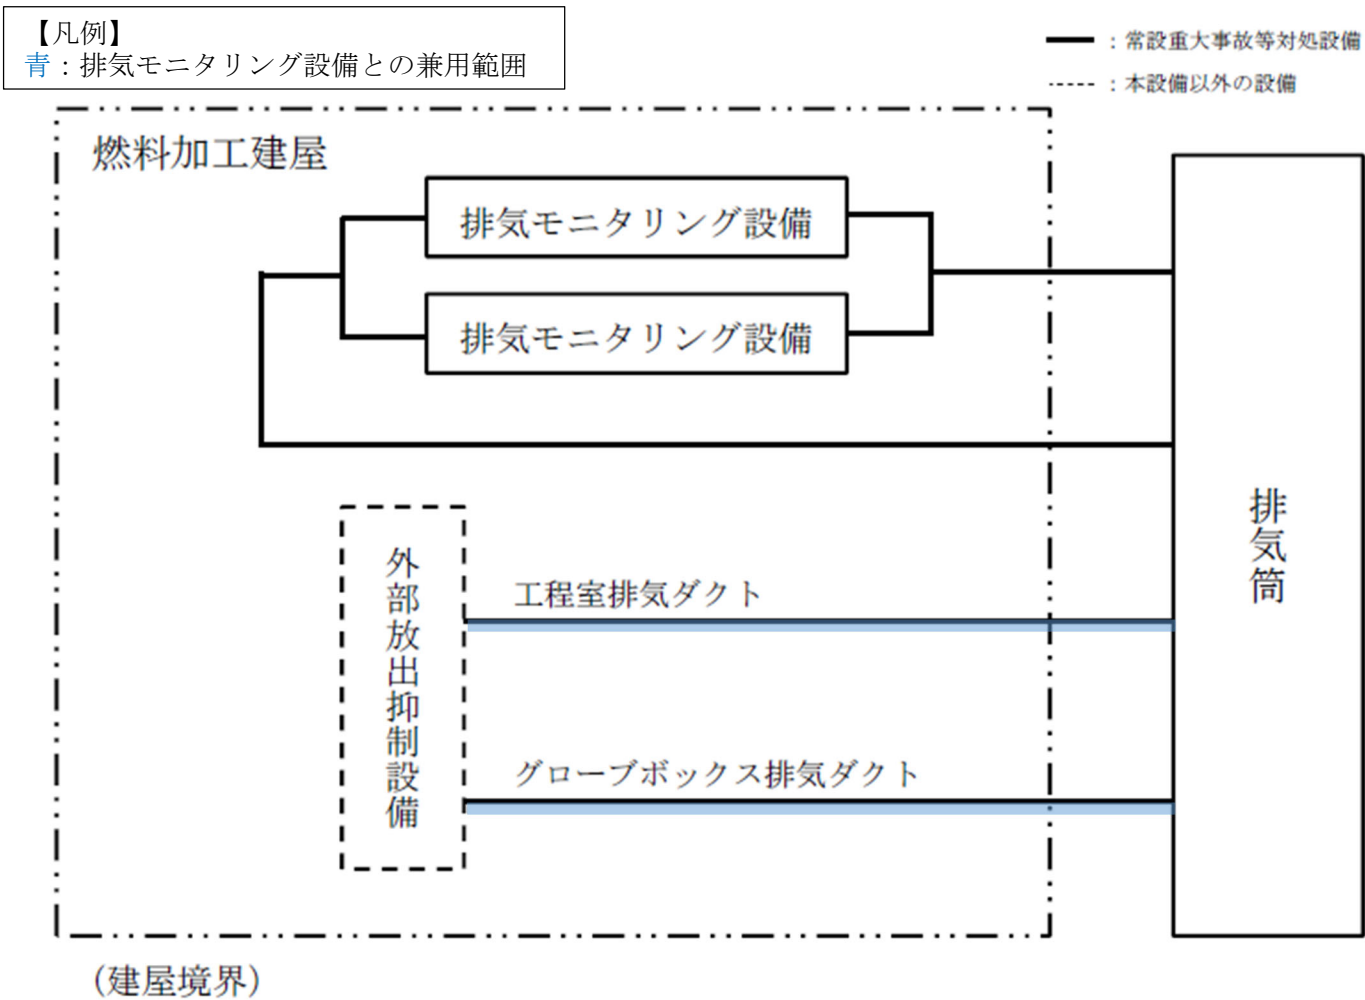 【凡例】
青：排気モニタリング設備との兼用範囲
：常設重大事故等対処設備
：本設備以外の設備
燃料加工建屋
排気モニタリング設備
排気モニタリング設備
排気筒
外部放出抑制設備
工程室排気ダクト
グローブボックス排気ダクト
（建屋境界）